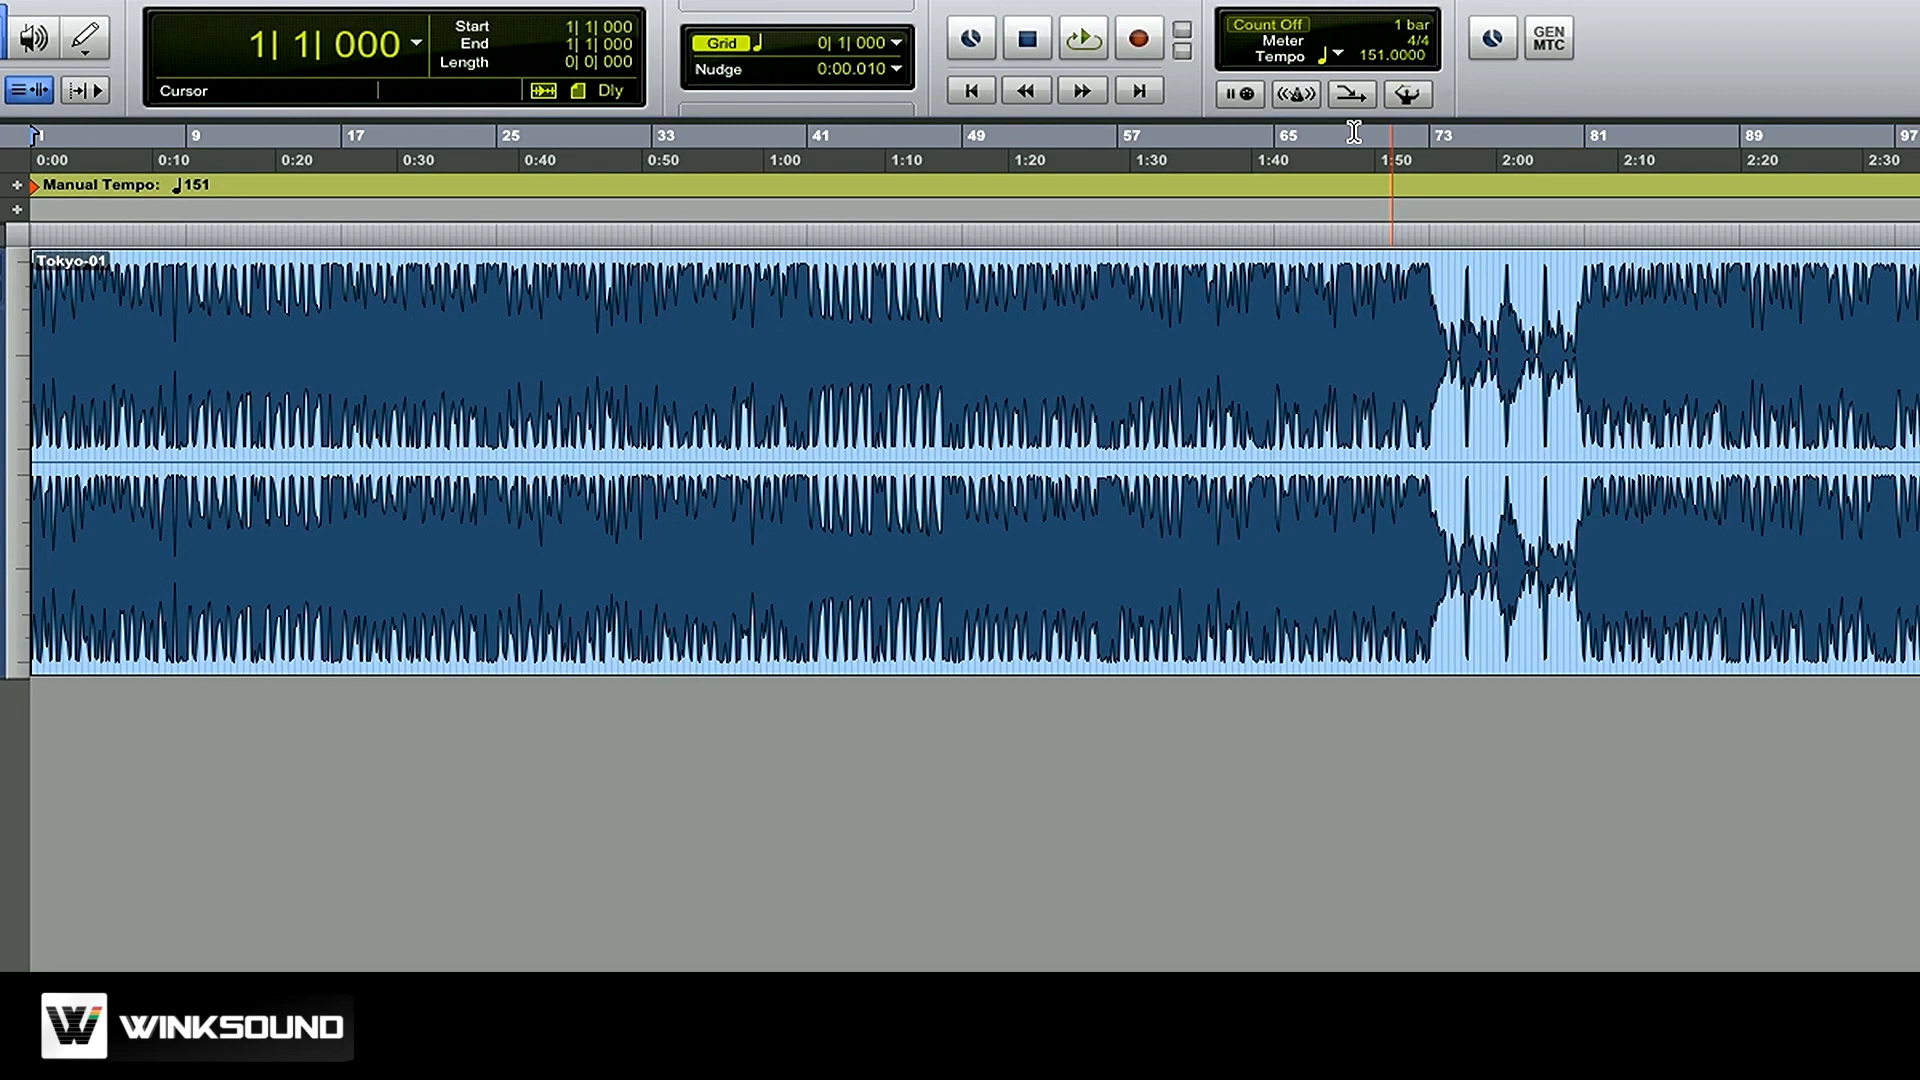 1| 1| 000
Start 1| 1| 000
End 1| 1| 000
Length 0| 0| 000
Cursor
Dly
Grid 0| 1| 000
Nudge 0:00.010
Count Off 1 bar
Meter 4/4
Tempo 151.0000
GEN
MTC
1 9 17 25 33 41 49 57 65 73 81 89 97
0:00 0:10 0:20 0:30 0:40 0:50 1:00 1:10 1:20 1:30 1:40 1:50 2:00 2:10 2:20 2:30
Manual Tempo: ♩151
Tokyo-01
W WINKSOUND